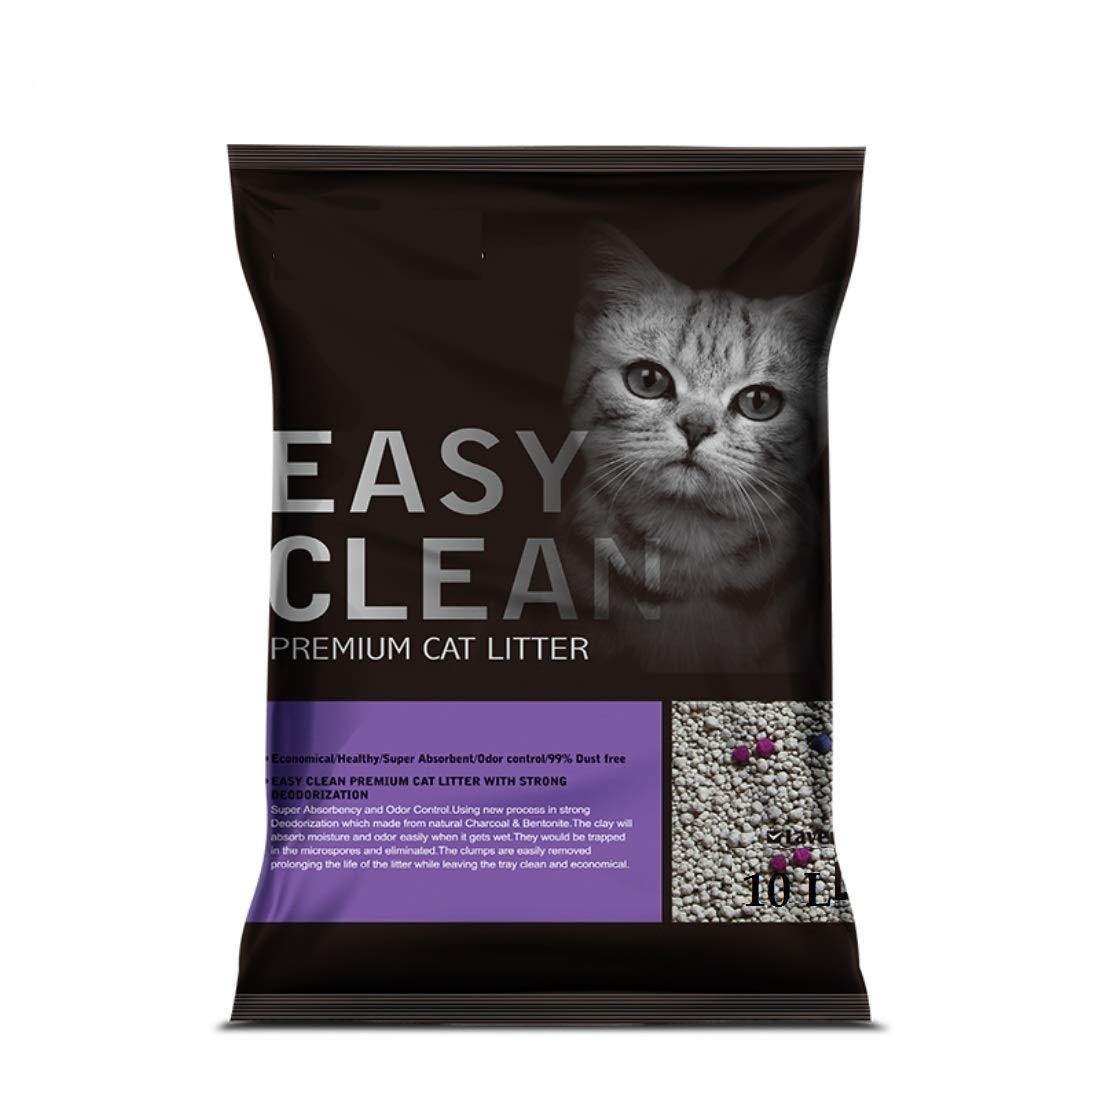 EASY
CLEAN
PREMIUM CAT LITTER
Economical/Healthy/Super Absorbent/Odor control/99% Dust free
EASY CLEAN PREMIUM CAT LITTER WITH STRONG
DEODORIZATION
Super Absorbency and Odor Control.Using new process in strong
Deodorization which made from natural Charcoal & Bentonite.The clay will
absorb moisture and odor easily when it gets wet.They would be trapped
in the microspores and eliminated.The clumps are easily removed
prolonging the life of the litter while leaving the tray clean and economical.
10 L